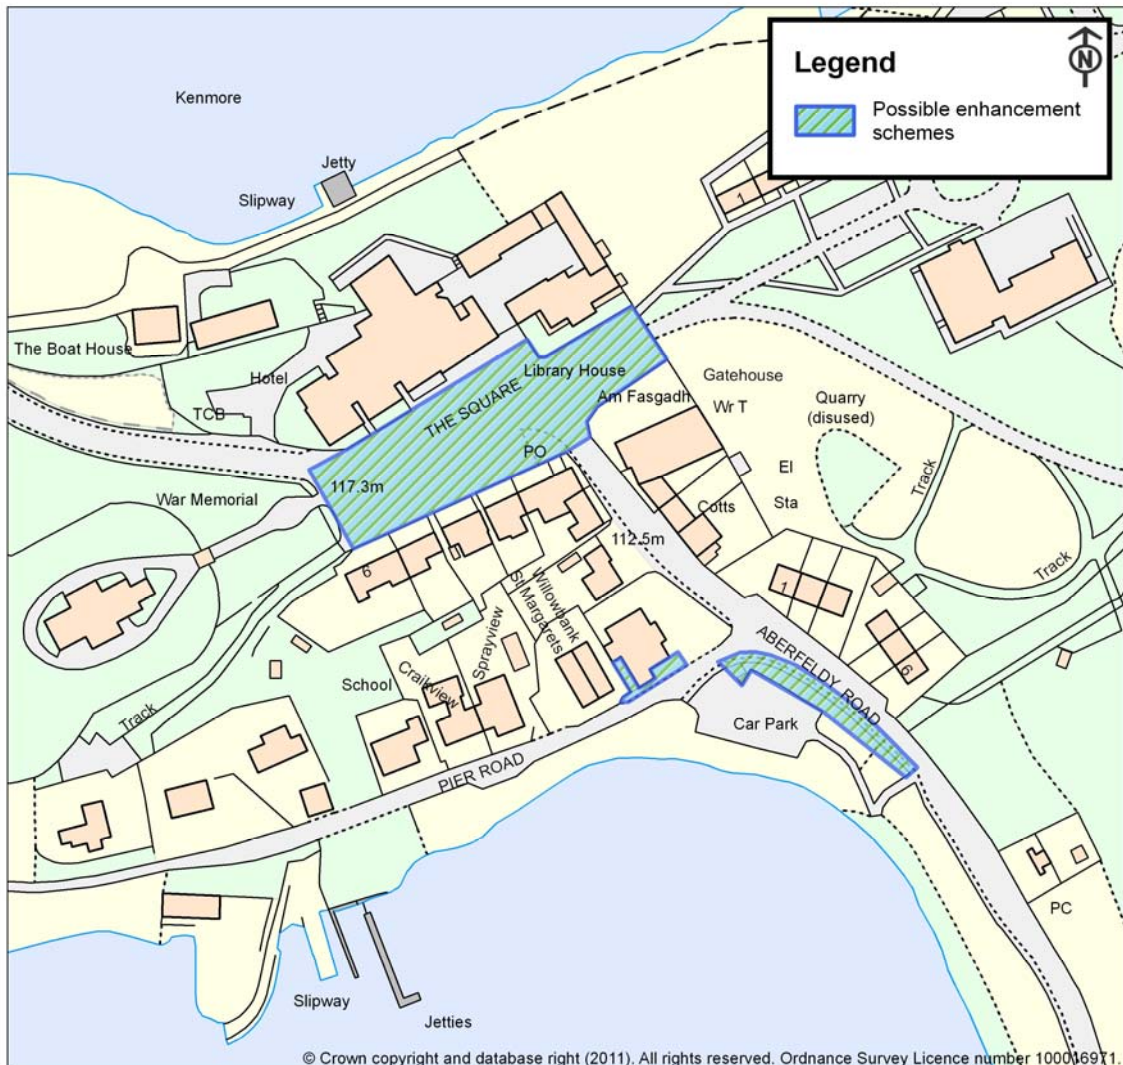 Legend
N
Possible enhancement
schemes
Kenmore
Jetty
Slipway
1
The Boat House
Hotel
TCB
THE SQUARE
Library House
Gatehouse
Am Fasgadh
Wr T
Quarry
(disused)
PO
117.3m
War Memorial
El
Sta
Track
Cotts
112.5m
Track
6
1
Willowbank
St Margarets
Sprayview
Crailview
School
ABERFELDY ROAD
6
Track
Car Park
PIER ROAD
PC
Slipway
Jetties
© Crown copyright and database right (2011). All rights reserved. Ordnance Survey Licence number 100016971.